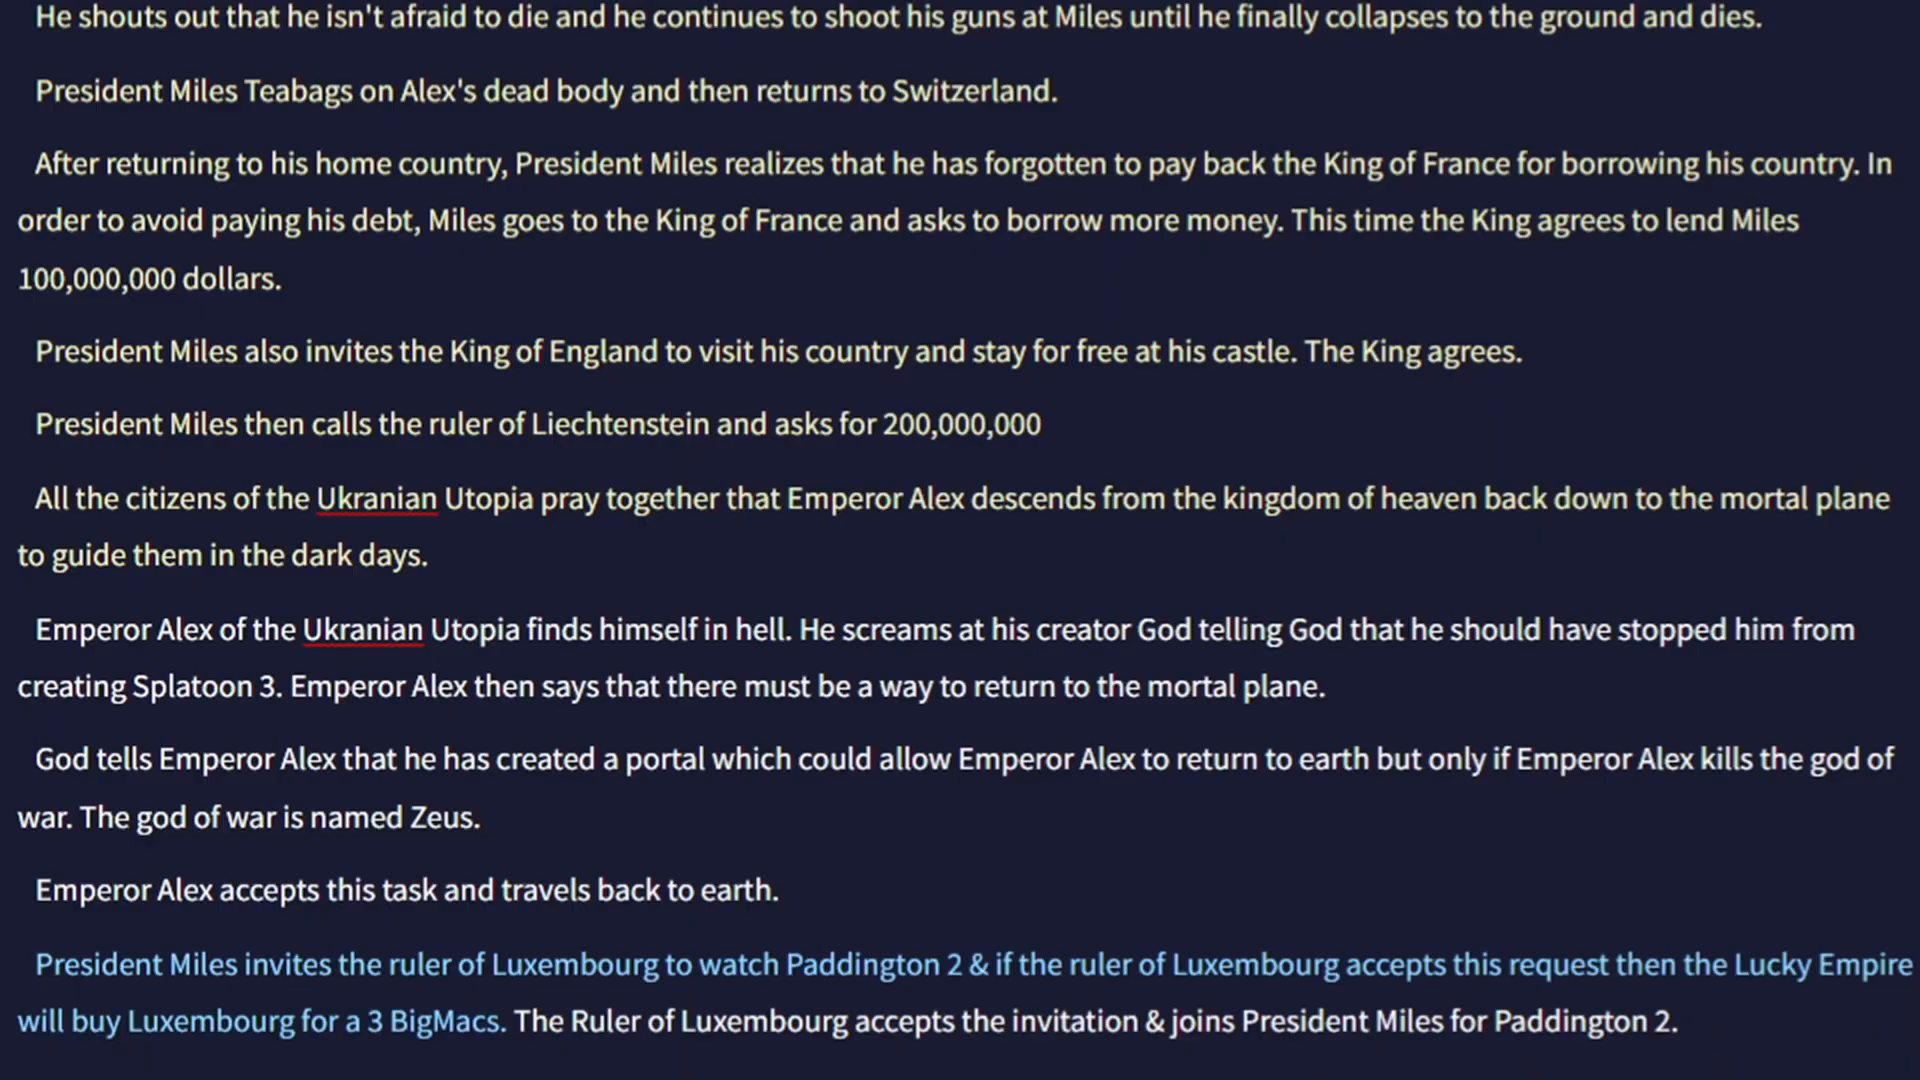 He shouts out that he isn't afraid to die and he continues to shoot his guns at Miles until he finally collapses to the ground and dies.
President Miles Teabags on Alex's dead body and then returns to Switzerland.
After returning to his home country, President Miles realizes that he has forgotten to pay back the King of France for borrowing his country. In
order to avoid paying his debt, Miles goes to the King of France and asks to borrow more money. This time the King agrees to lend Miles
100,000,000 dollars.
President Miles also invites the King of England to visit his country and stay for free at his castle. The King agrees.
President Miles then calls the ruler of Liechtenstein and asks for 200,000,000
All the citizens of the Ukranian Utopia pray together that Emperor Alex descends from the kingdom of heaven back down to the mortal plane
to guide them in the dark days.
Emperor Alex of the Ukranian Utopia finds himself in hell. He screams at his creator God telling God that he should have stopped him from
creating Splatoon 3. Emperor Alex then says that there must be a way to return to the mortal plane.
God tells Emperor Alex that he has created a portal which could allow Emperor Alex to return to earth but only if Emperor Alex kills the god of
war. The god of war is named Zeus.
Emperor Alex accepts this task and travels back to earth.
President Miles invites the ruler of Luxembourg to watch Paddington 2 & if the ruler of Luxembourg accepts this request then the Lucky Empire
will buy Luxembourg for a 3 BigMacs. The Ruler of Luxembourg accepts the invitation & joins President Miles for Paddington 2.